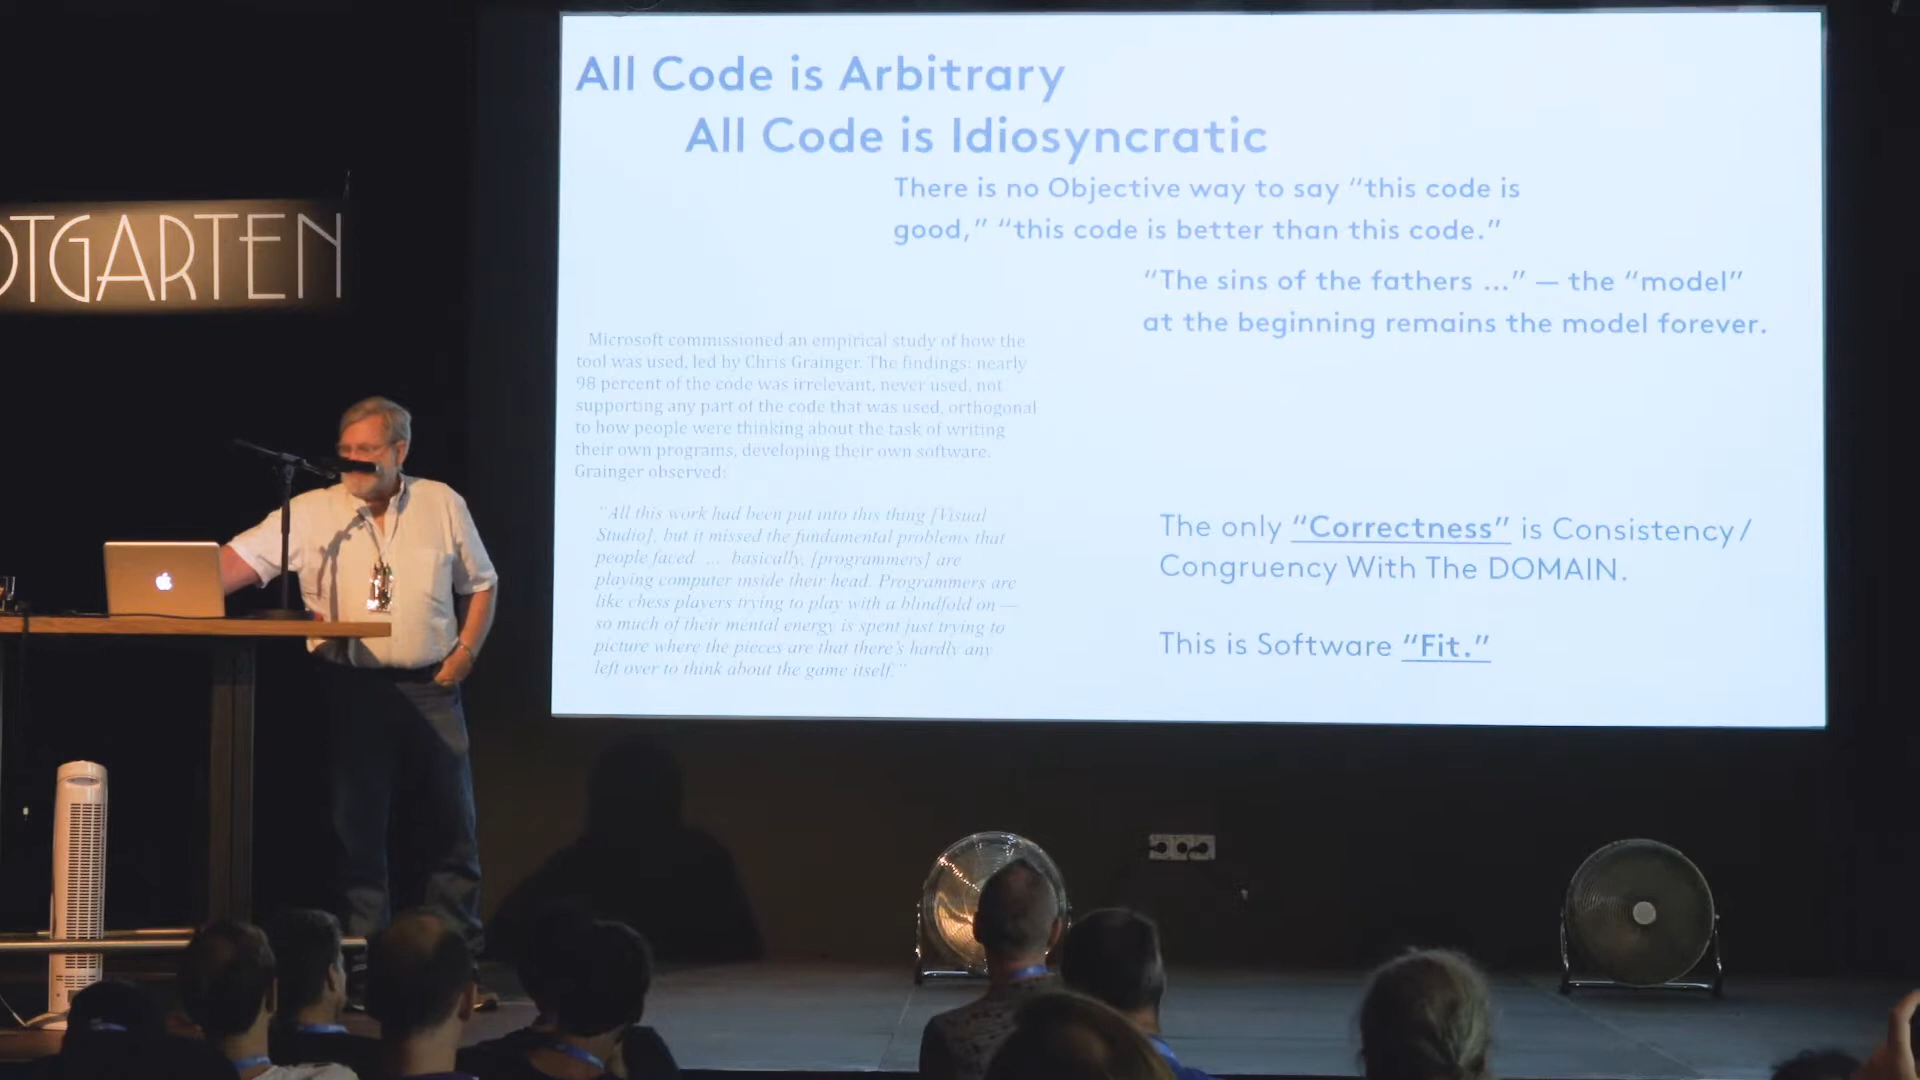 OTGARTEN
All Code is Arbitrary
All Code is Idiosyncratic
There is no Objective way to say “this code is
good,” “this code is better than this code.”
“The sins of the fathers ...” — the “model”
at the beginning remains the model forever.
Microsoft commissioned an empirical study of how the
tool was used, led by Chris Grainger. The findings: nearly
98 percent of the code was irrelevant, never used, not
supporting any part of the code that was used, orthogonal
to how people were thinking about the task of writing
their own programs, developing their own software.
Grainger observed:
“All this work had been put into this thing [Visual
Studio], but it missed the fundamental problems that
people faced ... basically, [programmers] are
playing computer inside their head. Programmers are
like chess players trying to play with a blindfold on —
so much of their mental energy is spent just trying to
picture where the pieces are that there’s hardly any
left over to think about the game itself.”
The only “Correctness” is Consistency/
Congruency With The DOMAIN.
This is Software “Fit.”